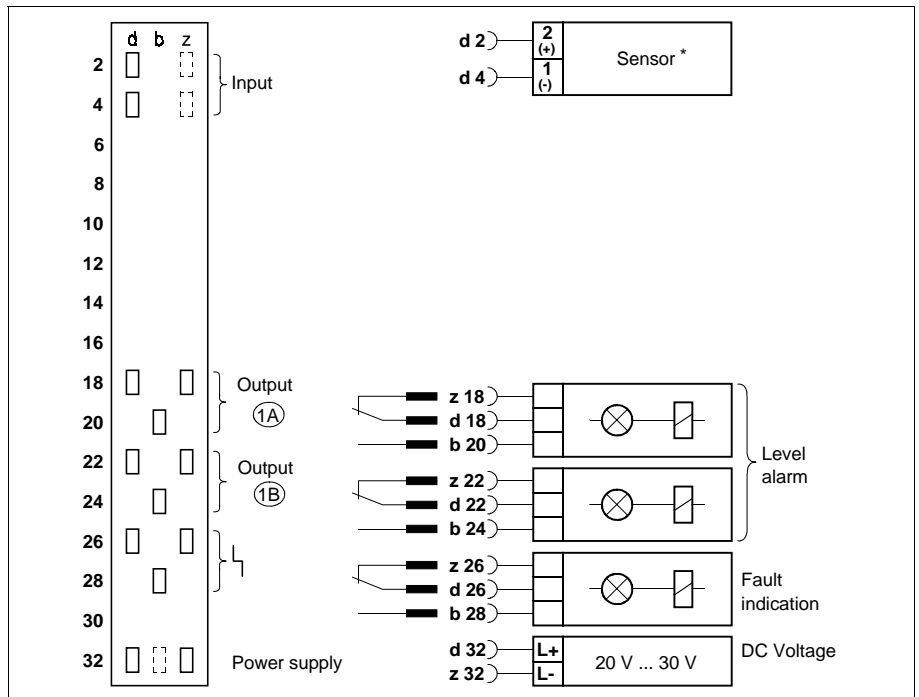 d b z
2
4
Input
6
8
10
12
14
16
18
20
Output
1A
22
24
Output
1B
26
28
30
32
Power supply
d 2
2
(+)
d 4
1
(-)
Sensor *
z 18
d 18
b 20
z 22
d 22
b 24
Level
alarm
z 26
d 26
b 28
Fault
indication
d 32 L+
z 32 L-
20 V ... 30 V
DC Voltage